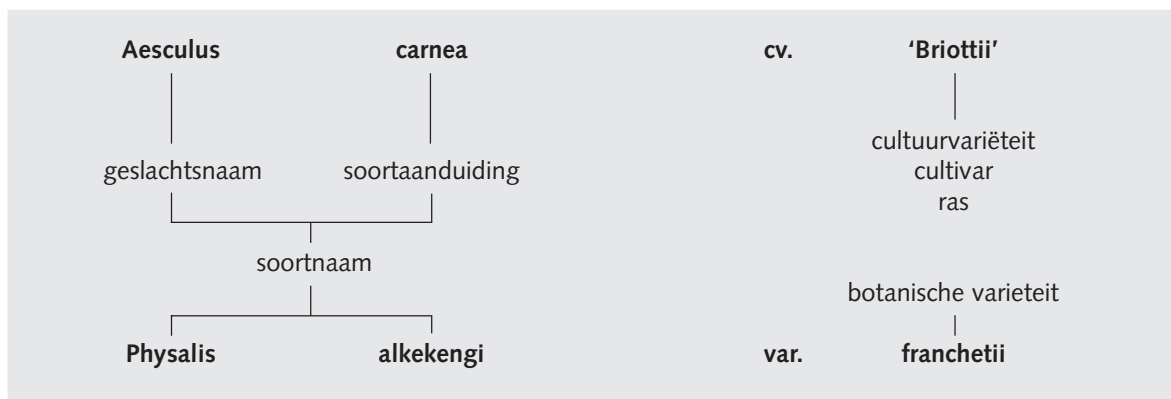 Aesculus carnea cv. ‘Briottii’
cultuurvariëteit
geslachtsnaam soortaanduiding cultivar
ras
soortnaam
botanische varieteit
Physalis alkekengi var. franchetii